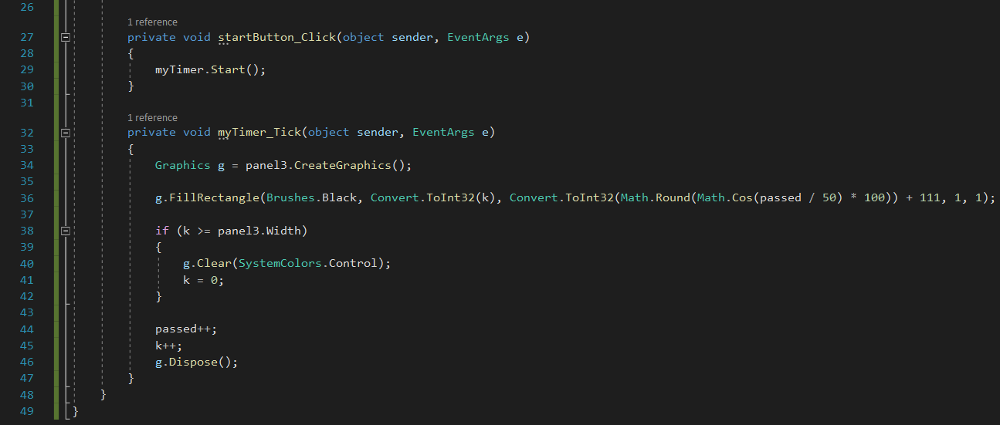 26
1 reference
27 private void startButton_Click(object sender, EventArgs e)
28 {
29 myTimer.Start();
30 }
31
1 reference
32 private void myTimer_Tick(object sender, EventArgs e)
33 {
34 Graphics g = panel3.CreateGraphics();
35
36 g.FillRectangle(Brushes.Black, Convert.ToInt32(k), Convert.ToInt32(Math.Round(Math.Cos(passed / 50) * 100)) + 111, 1, 1);
37
38 if (k >= panel3.Width)
39 {
40 g.Clear(SystemColors.Control);
41 k = 0;
42 }
43
44 passed++;
45 k++;
46 g.Dispose();
47 }
48 }
49 }